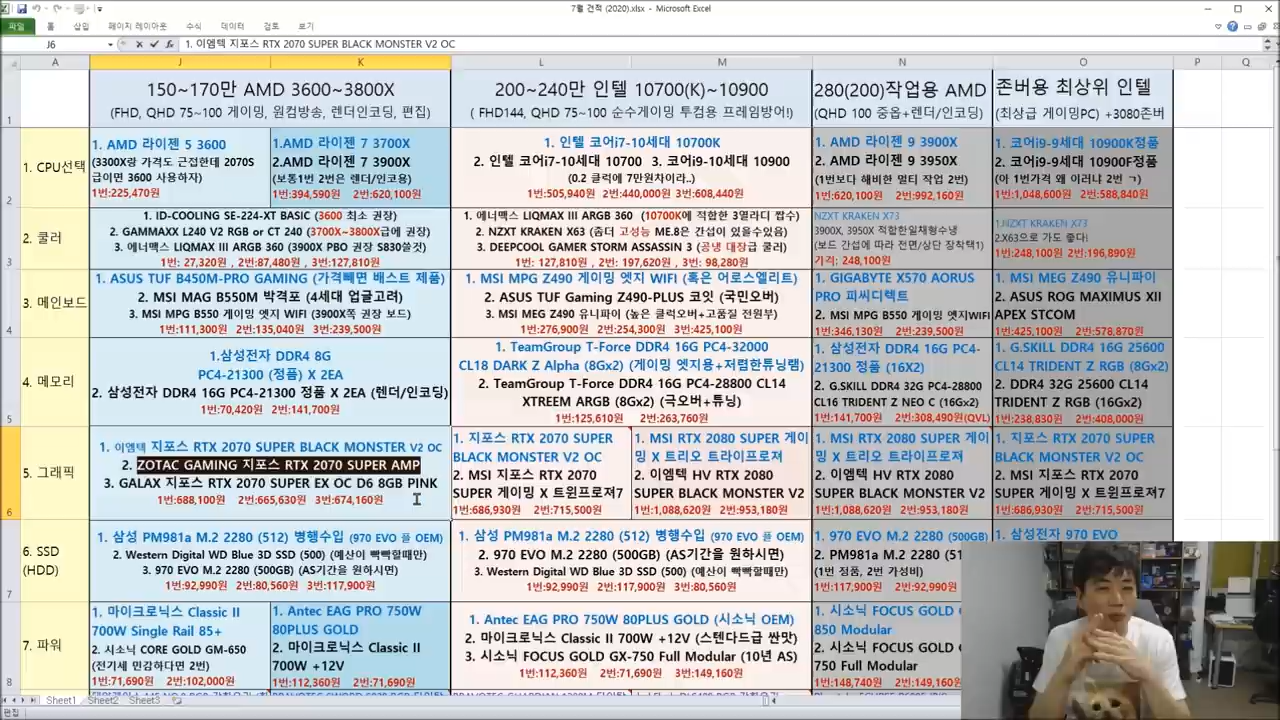 7월 견적 (2020).xlsx - Microsoft Excel
파일 홈 삽입 페이지 레이아웃 수식 데이터 검토 보기
J6 1. 이엠텍 지포스 RTX 2070 SUPER BLACK MONSTER V2 OC
A J K L M N O P Q
1
150~170만 AMD 3600~3800X
(FHD, QHD 75~100 게이밍, 원컴방송, 렌더인코딩, 편집)
200~240만 인텔 10700(K)~10900
( FHD144, QHD 75~100 순수게이밍 투컴용 프레임방어!)
280(200)작업용 AMD
(QHD 100 중옵+렌더/인코딩)
존버용 최상위 인텔
(최상급 게이밍PC) +3080존버
2
1. CPU선택
1. AMD 라이젠 5 3600
(3300X랑 가격도 근접한데 2070S
급이면 3600 사용하자)
1번:225,470원
1.AMD 라이젠 7 3700X
2.AMD 라이젠 7 3900X
(보통1번 2번은 렌더/인코용)
1번:394,590원 2번:620,100원
1. 인텔 코어i7-10세대 10700K
2. 인텔 코어i7-10세대 10700 3. 코어i9-10세대 10900
(0.2 클럭에 7만원차이라..)
1번:505,940원 2번:440,000원 3번:608,440원
1. AMD 라이젠 9 3900X
2. AMD 라이젠 9 3950X
(1번보다 해비한 멀티 작업 2번)
1번:620,100원 2번:992,160원
1. 코어i9-9세대 10900K정품
2. 코어i9-9세대 10900F정품
(아 1번가격 왜 이러냐 2번 ㄱ)
1번:1,048,600원 2번:588,840원
3
2. 쿨러
1. ID-COOLING SE-224-XT BASIC (3600 최소 권장)
2. GAMMAXX L240 V2 RGB or CT 240 (3700X~3800X급에 권장)
3. 에너맥스 LIQMAX III ARGB 360 (3900X PBO 권장 5830쓸것)
1번: 27,320원 ,2번:87,480원 3번:127,810원
1. 에너맥스 LIQMAX III ARGB 360 (10700K에 적합한 3열라디 짭수)
2. NZXT KRAKEN X63 (좀더 고성능 ME.8은 간섭이 있을수있음)
3. DEEPCOOL GAMER STORM ASSASSIN 3 (공냉 대장급 쿨러)
1번: 127,810원, 2번: 197,620원, 3번: 98,280원
NZXT KRAKEN X73
3900X, 3950X 적합한일체형수냉
(보드 간섭에 따라 전면/상단 장착택1)
가격: 248,100원
1.NZXT KRAKEN X73
2.X63으로 가도 좋다!
1번:248,100원 2번:196,890원
4
3. 메인보드
1. ASUS TUF B450M-PRO GAMING (가격빼면 베스트 제품)
2. MSI MAG B550M 박격포 (4세대 업글고려)
3. MSI MPG B550 게이밍 엣지 WIFI (3900X쪽 권장 보드)
1번:111,300원 2번:135,040원 3번:239,500원
1. MSI MPG Z490 게이밍 엣지 WIFI (혹은 어로스엘리트)
2. ASUS TUF Gaming Z490-PLUS 코잇 (국민오버)
3. MSI MEG Z490 유니파이 (높은 클럭오버+고품질 전원부)
1번:276,900원 2번:254,300원 3번:425,100원
1. GIGABYTE X570 AORUS
PRO 피씨디렉트
2. MSI MPG B550 게이밍 엣지WIFI
1번:346,130원 2번:239,500원
1. MSI MEG Z490 유니파이
2. ASUS ROG MAXIMUS XII
APEX STCOM
1번:425,100원 2번:578,870원
5
4. 메모리
1.삼성전자 DDR4 8G
PC4-21300 (정품) X 2EA
2. 삼성전자 DDR4 16G PC4-21300 정품 X 2EA (렌더/인코딩)
1번:70,420원 2번:141,700원
1. TeamGroup T-Force DDR4 16G PC4-32000
CL18 DARK Z Alpha (8Gx2) (게이밍 엣지용+저렴한튜닝램)
2. TeamGroup T-Force DDR4 16G PC4-28800 CL14
XTREEM ARGB (8Gx2) (극오버+튜닝)
1번:125,610원 2번:263,760원
1. 삼성전자 DDR4 16G PC4-
21300 정품 (16X2)
2. G.SKILL DDR4 32G PC4-28800
CL16 TRIDENT Z NEO C (16Gx2)
1번:141,700원 2번:308,490원(QVL)
1. G.SKILL DDR4 16G 25600
CL14 TRIDENT Z RGB (8Gx2)
2. DDR4 32G 25600 CL14
TRIDENT Z RGB (16Gx2)
1번:238,830원 2번:408,000원
6
5. 그래픽
1. 이엠텍 지포스 RTX 2070 SUPER BLACK MONSTER V2 OC
2. ZOTAC GAMING 지포스 RTX 2070 SUPER AMP
3. GALAX 지포스 RTX 2070 SUPER EX OC D6 8GB PINK
1번:688,100원 2번:665,630원 3번:674,160원
1. 지포스 RTX 2070 SUPER
BLACK MONSTER V2 OC
2. MSI 지포스 RTX 2070
SUPER 게이밍 X 트윈프로져7
1번:686,930원 2번:715,500원
1. MSI RTX 2080 SUPER 게이
밍 X 트리오 트라이프로져
2. 이엠텍 HV RTX 2080
SUPER BLACK MONSTER V2
1번:1,088,620원 2번:953,180원
1. MSI RTX 2080 SUPER 게이
밍 X 트리오 트라이프로져
2. 이엠텍 HV RTX 2080
SUPER BLACK MONSTER V2
1번:1,088,620원 2번:953,180원
1. 지포스 RTX 2070 SUPER
BLACK MONSTER V2 OC
2. MSI 지포스 RTX 2070
SUPER 게이밍 X 트윈프로져7
1번:686,930원 2번:715,500원
7
6. SSD
(HDD)
1. 삼성 PM981a M.2 2280 (512) 병행수입 (970 EVO 플 OEM)
2. Western Digital WD Blue 3D SSD (500) (예산이 빡빡할때만)
3. 970 EVO M.2 2280 (500GB) (AS기간을 원하시면)
1번:92,990원 2번:80,560원 3번:117,900원
1. 삼성 PM981a M.2 2280 (512) 병행수입 (970 EVO 플 OEM)
2. 970 EVO M.2 2280 (500GB) (AS기간을 원하시면)
3. Western Digital WD Blue 3D SSD (500) (예산이 빡빡할때만)
1번:92,990원 2번:117,900원 3번:80,560원
1. 970 EVO M.2 2280 (500GB)
2. PM981a M.2 2280 (51
(1번 정품, 2번 가성비)
1번:117,900원 2번:92,9
1. 삼성전자 970 EVO
8
7. 파워
1. 마이크로닉스 Classic II
700W Single Rail 85+
2. 시소닉 CORE GOLD GM-650
(전기세 민감하다면 2번)
1번:71,690원 2번:102,000원
1. Antec EAG PRO 750W
80PLUS GOLD
2. 마이크로닉스 Classic II
700W +12V
1번:112,360원 2번:71,690원
1. Antec EAG PRO 750W 80PLUS GOLD (시소닉 OEM)
2. 마이크로닉스 Classic II 700W +12V (스텐다드급 싼맛)
3. 시소닉 FOCUS GOLD GX-750 Full Modular (10년 AS)
1번:112,360원 2번:71,690원 3번:149,160원
1. 시소닉 FOCUS GOLD
850 Modular
2. 시소닉 FOCUS GOLD
750 Full Modular
1번:148,740원 2번:149,16
Sheet1 Sheet2 Sheet3
편집